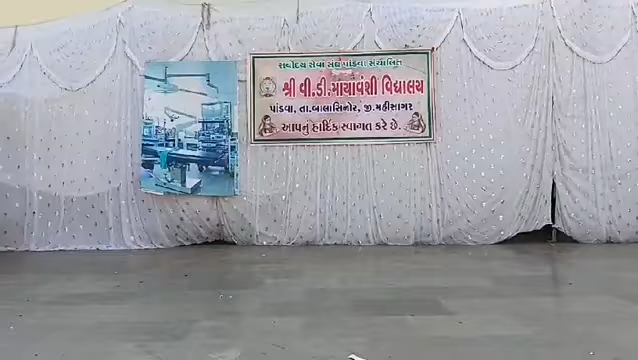 સર્વોદય સેવા સંઘ પાંડવા સંચાલિત
શ્રી વી.ડી.માયાવંશી વિદ્યાલય
પાંડવા, તા.બાલાસિનોર, જી.મહીસાગર
આપનું હાર્દિક સ્વાગત કરે છે.